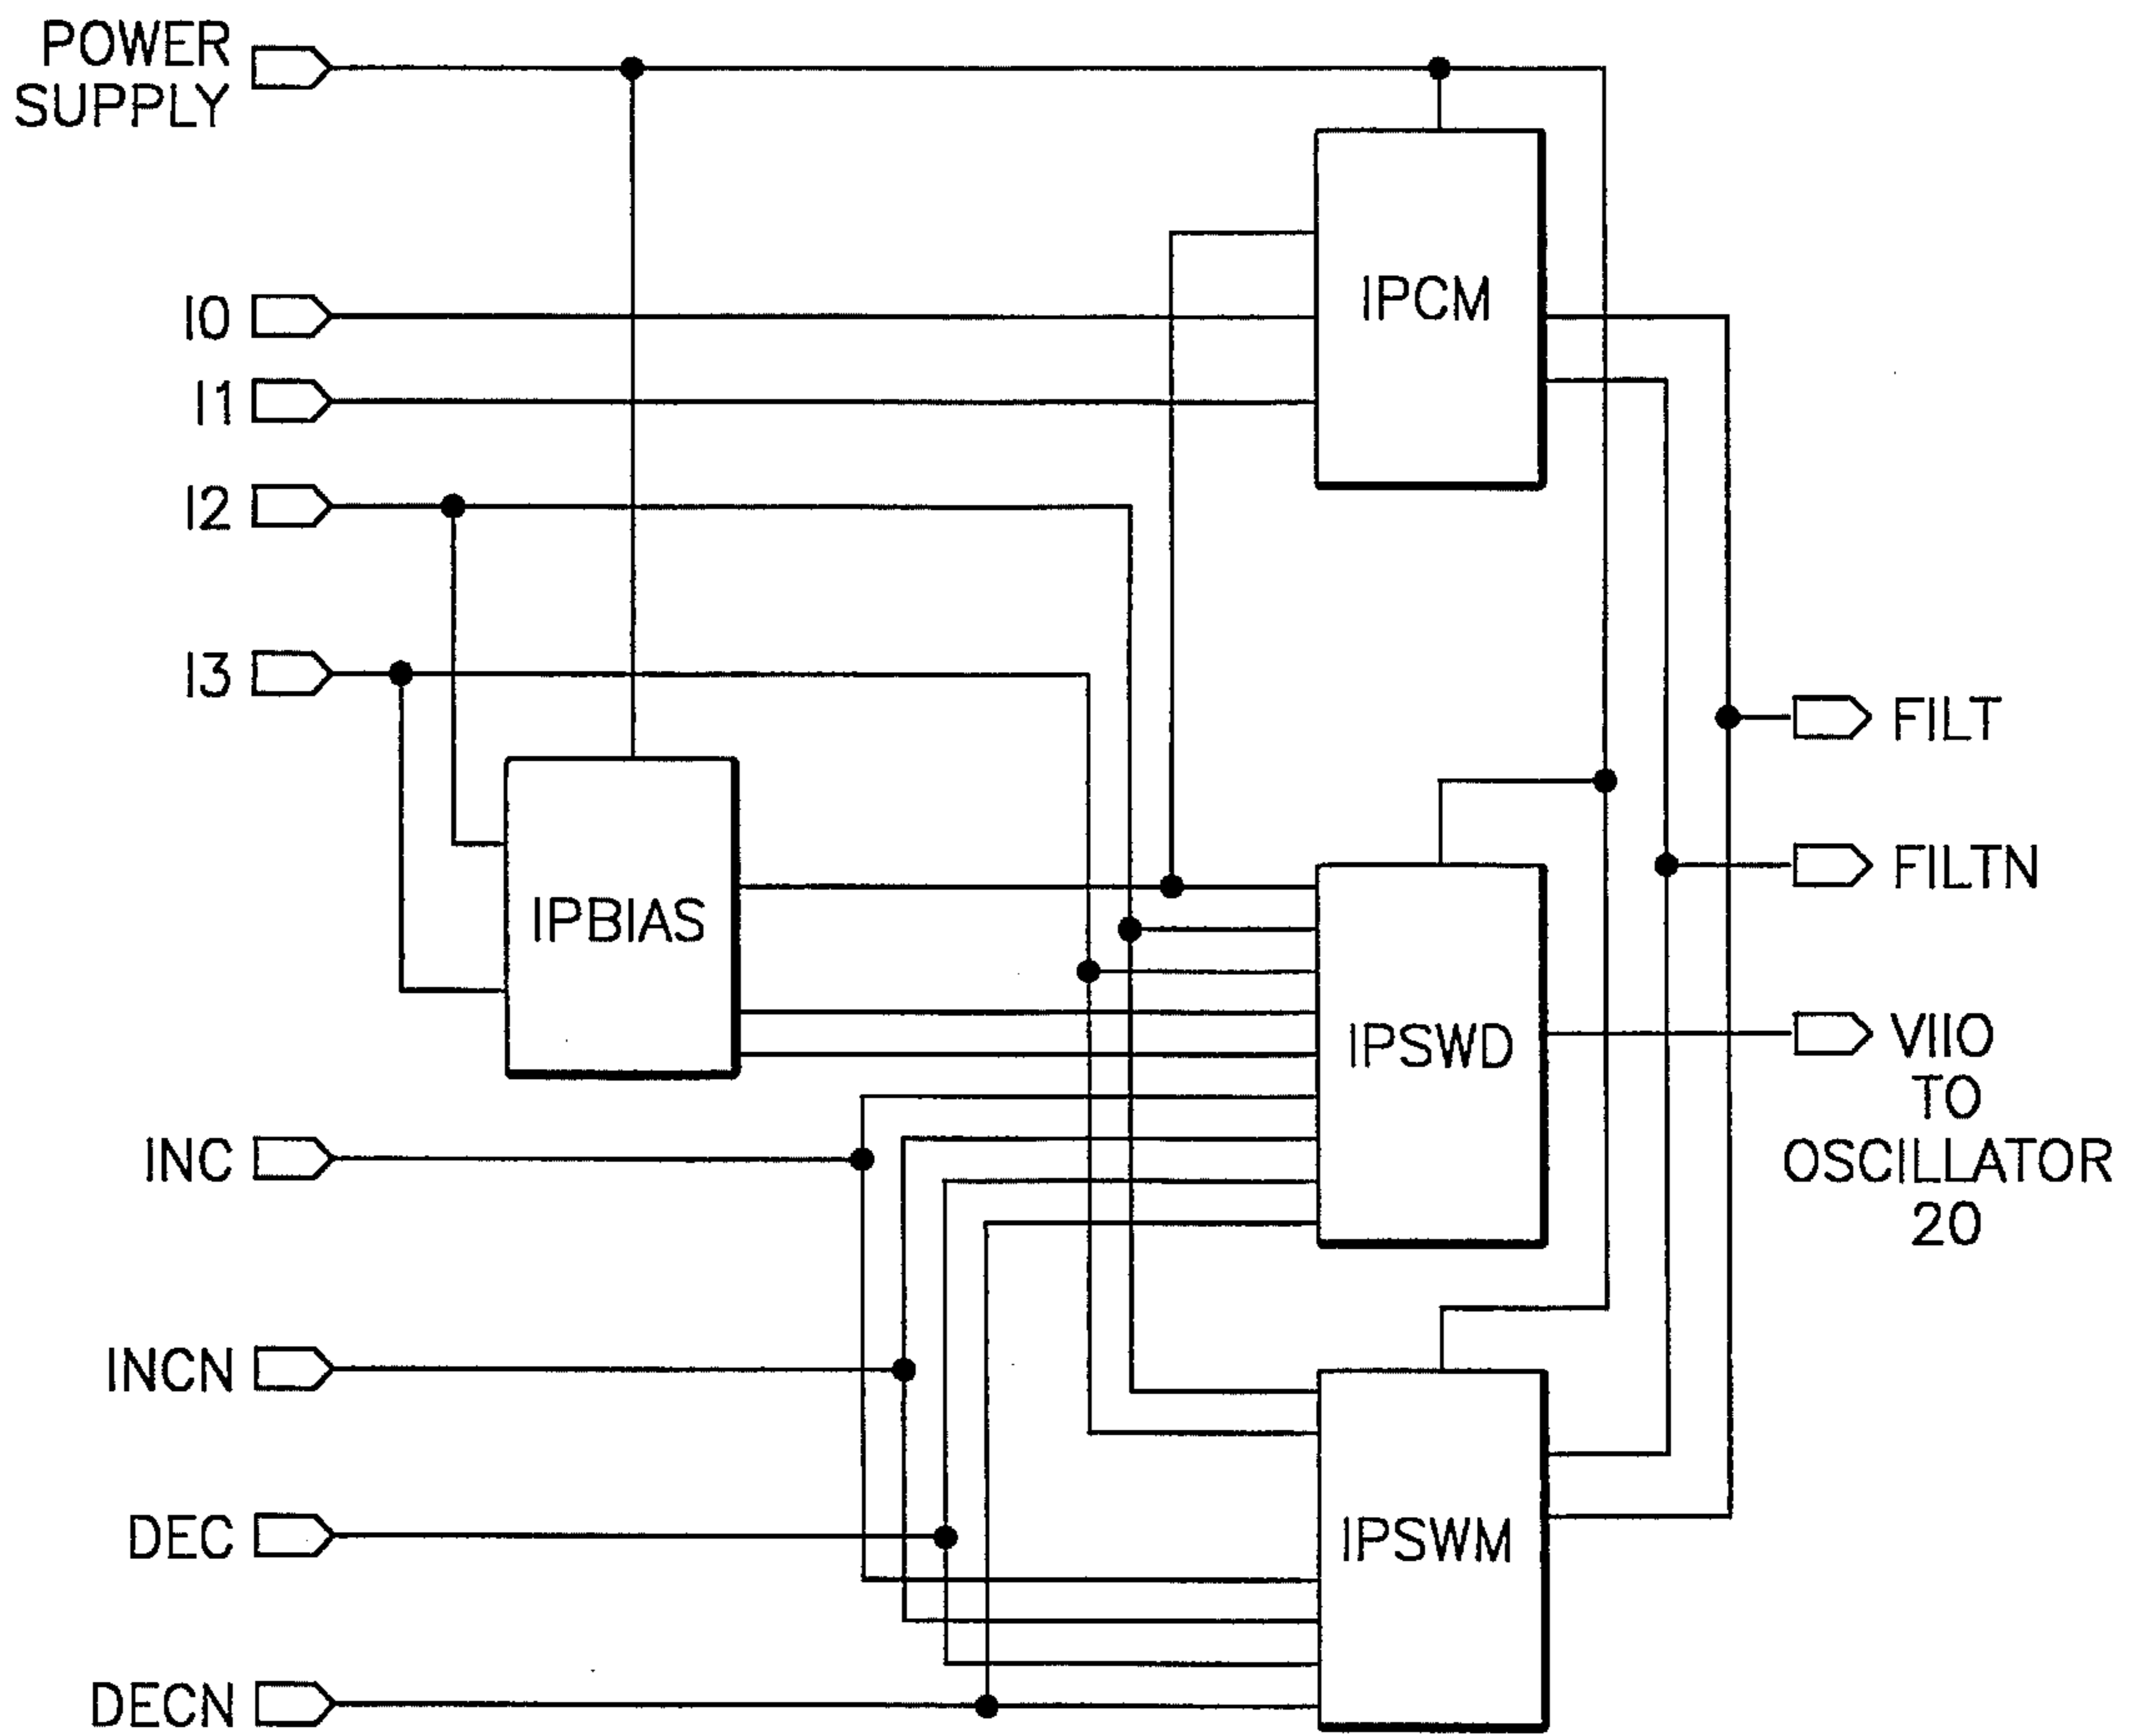 POWER
SUPPLY
I0
I1
I2
I3
INC
INCN
DEC
DECN
IPBIAS
IPCM
IPSWD
IPSWM
FILT
FILTN
VIIO
TO
OSCILLATOR
20